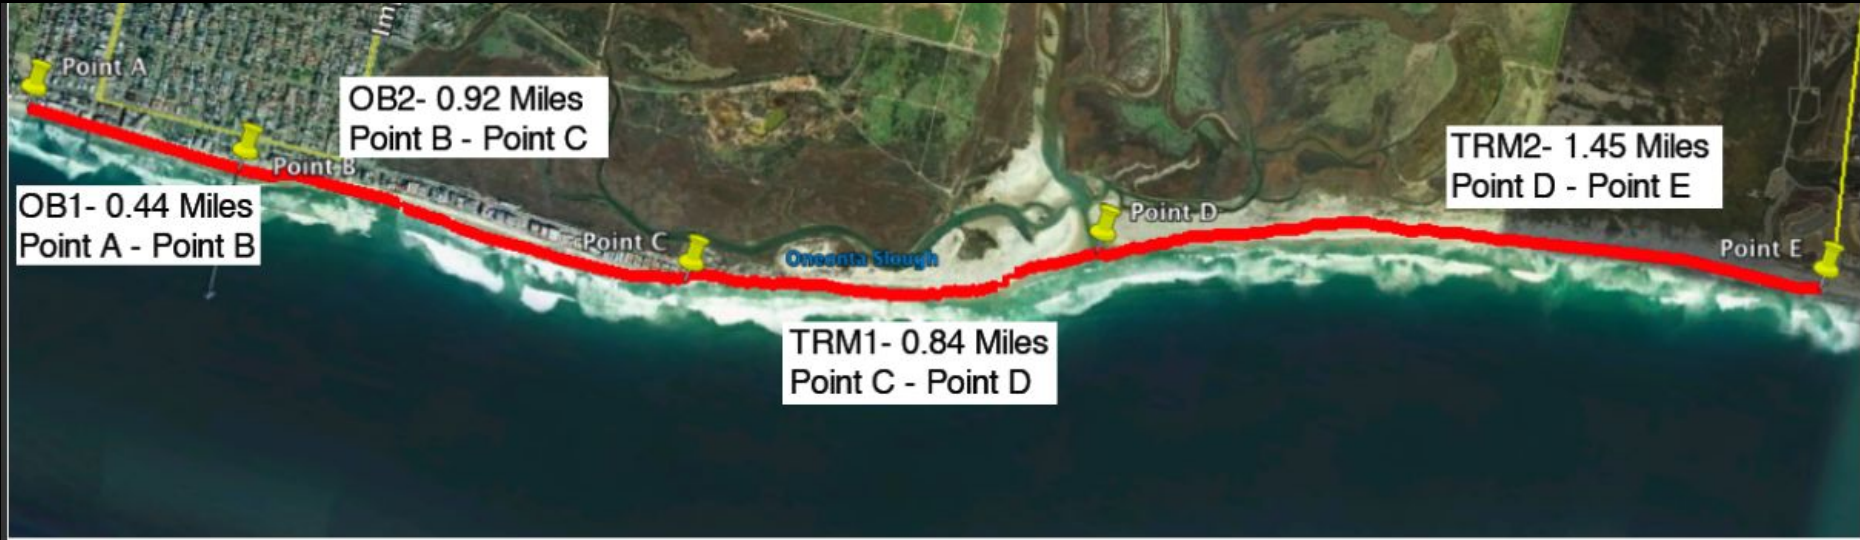 Point A
Im
OB2- 0.92 Miles
Point B - Point C
Point B
OB1- 0.44 Miles
Point A - Point B
TRM2- 1.45 Miles
Point D - Point E
Point D
Point C
Oneonta Slough
Point E
TRM1- 0.84 Miles
Point C - Point D